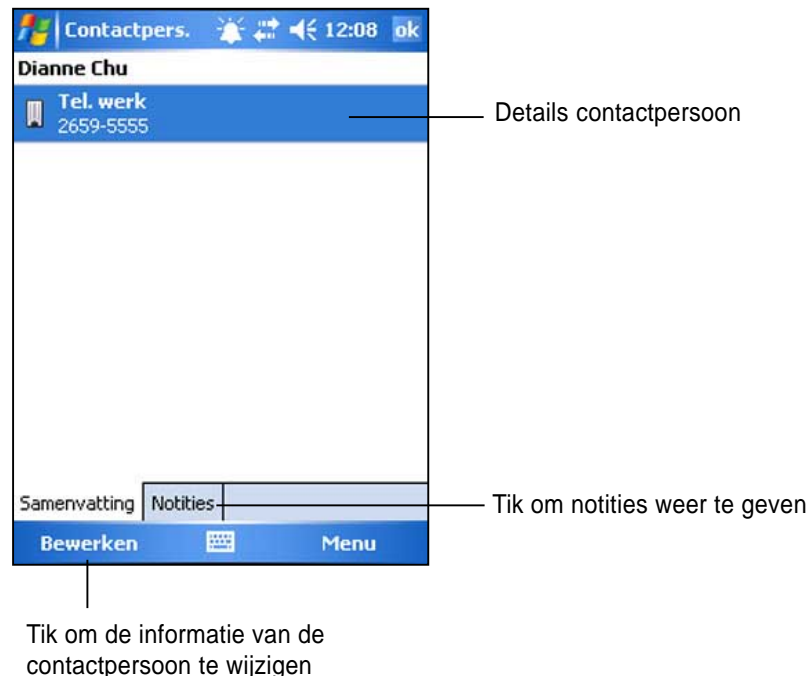 Contactpers. 12:08 ok
Dianne Chu
Tel. werk
2659-5555
Details contactpersoon
Samenvatting Notities
Tik om notities weer te geven
Bewerken Menu
Tik om de informatie van de
contactpersoon te wijzigen